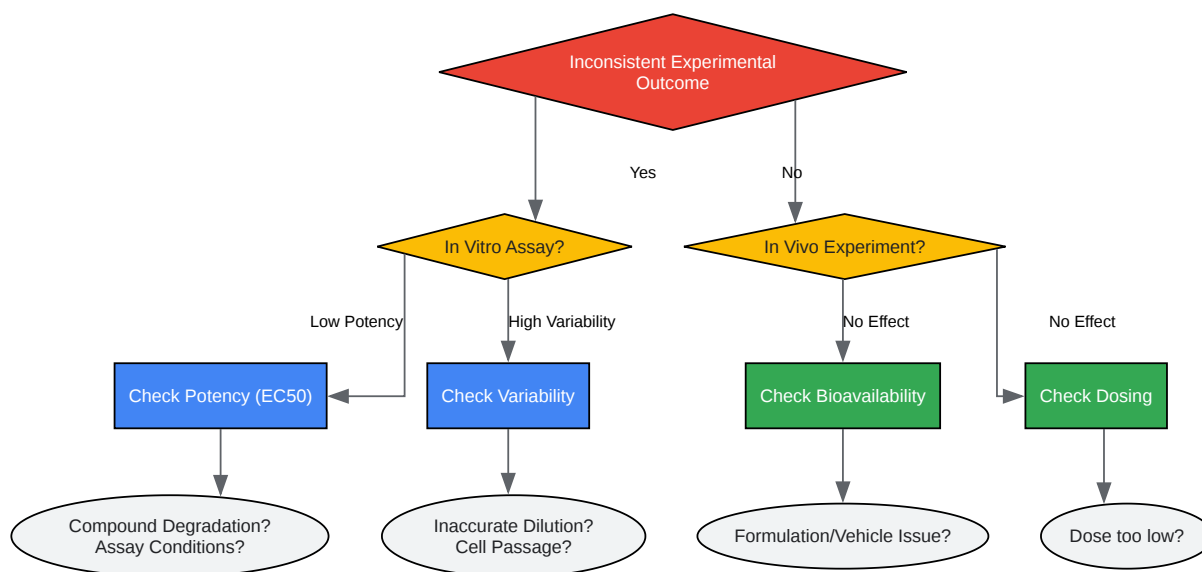 Inconsistent Experimental
Outcome
Yes
No
In Vitro Assay?
In Vivo Experiment?
Low Potency
High Variability
No Effect
No Effect
Check Potency (EC50)
Check Variability
Check Bioavailability
Check Dosing
Compound Degradation?
Assay Conditions?
Inaccurate Dilution?
Cell Passage?
Formulation/Vehicle Issue?
Dose too low?